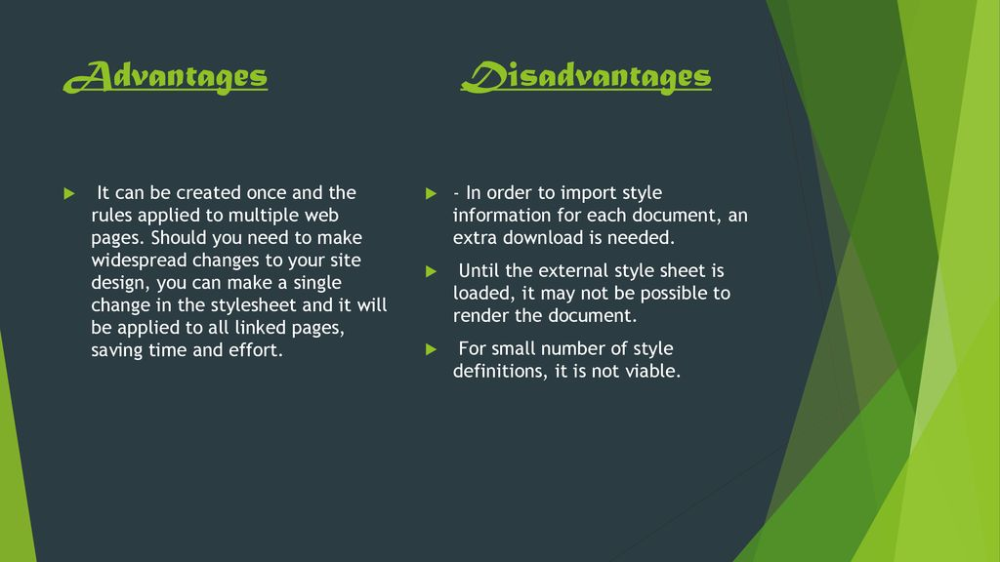 Advantages
Disadvantages
It can be created once and the
rules applied to multiple web
pages. Should you need to make
widespread changes to your site
design, you can make a single
change in the stylesheet and it will
be applied to all linked pages,
saving time and effort.
- In order to import style
information for each document, an
extra download is needed.
Until the external style sheet is
loaded, it may not be possible to
render the document.
For small number of style
definitions, it is not viable.